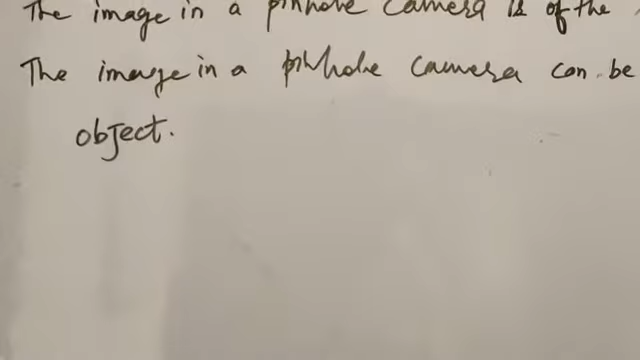 The image in a pinhole camera is of the
The image in a pinhole camera can be
object.